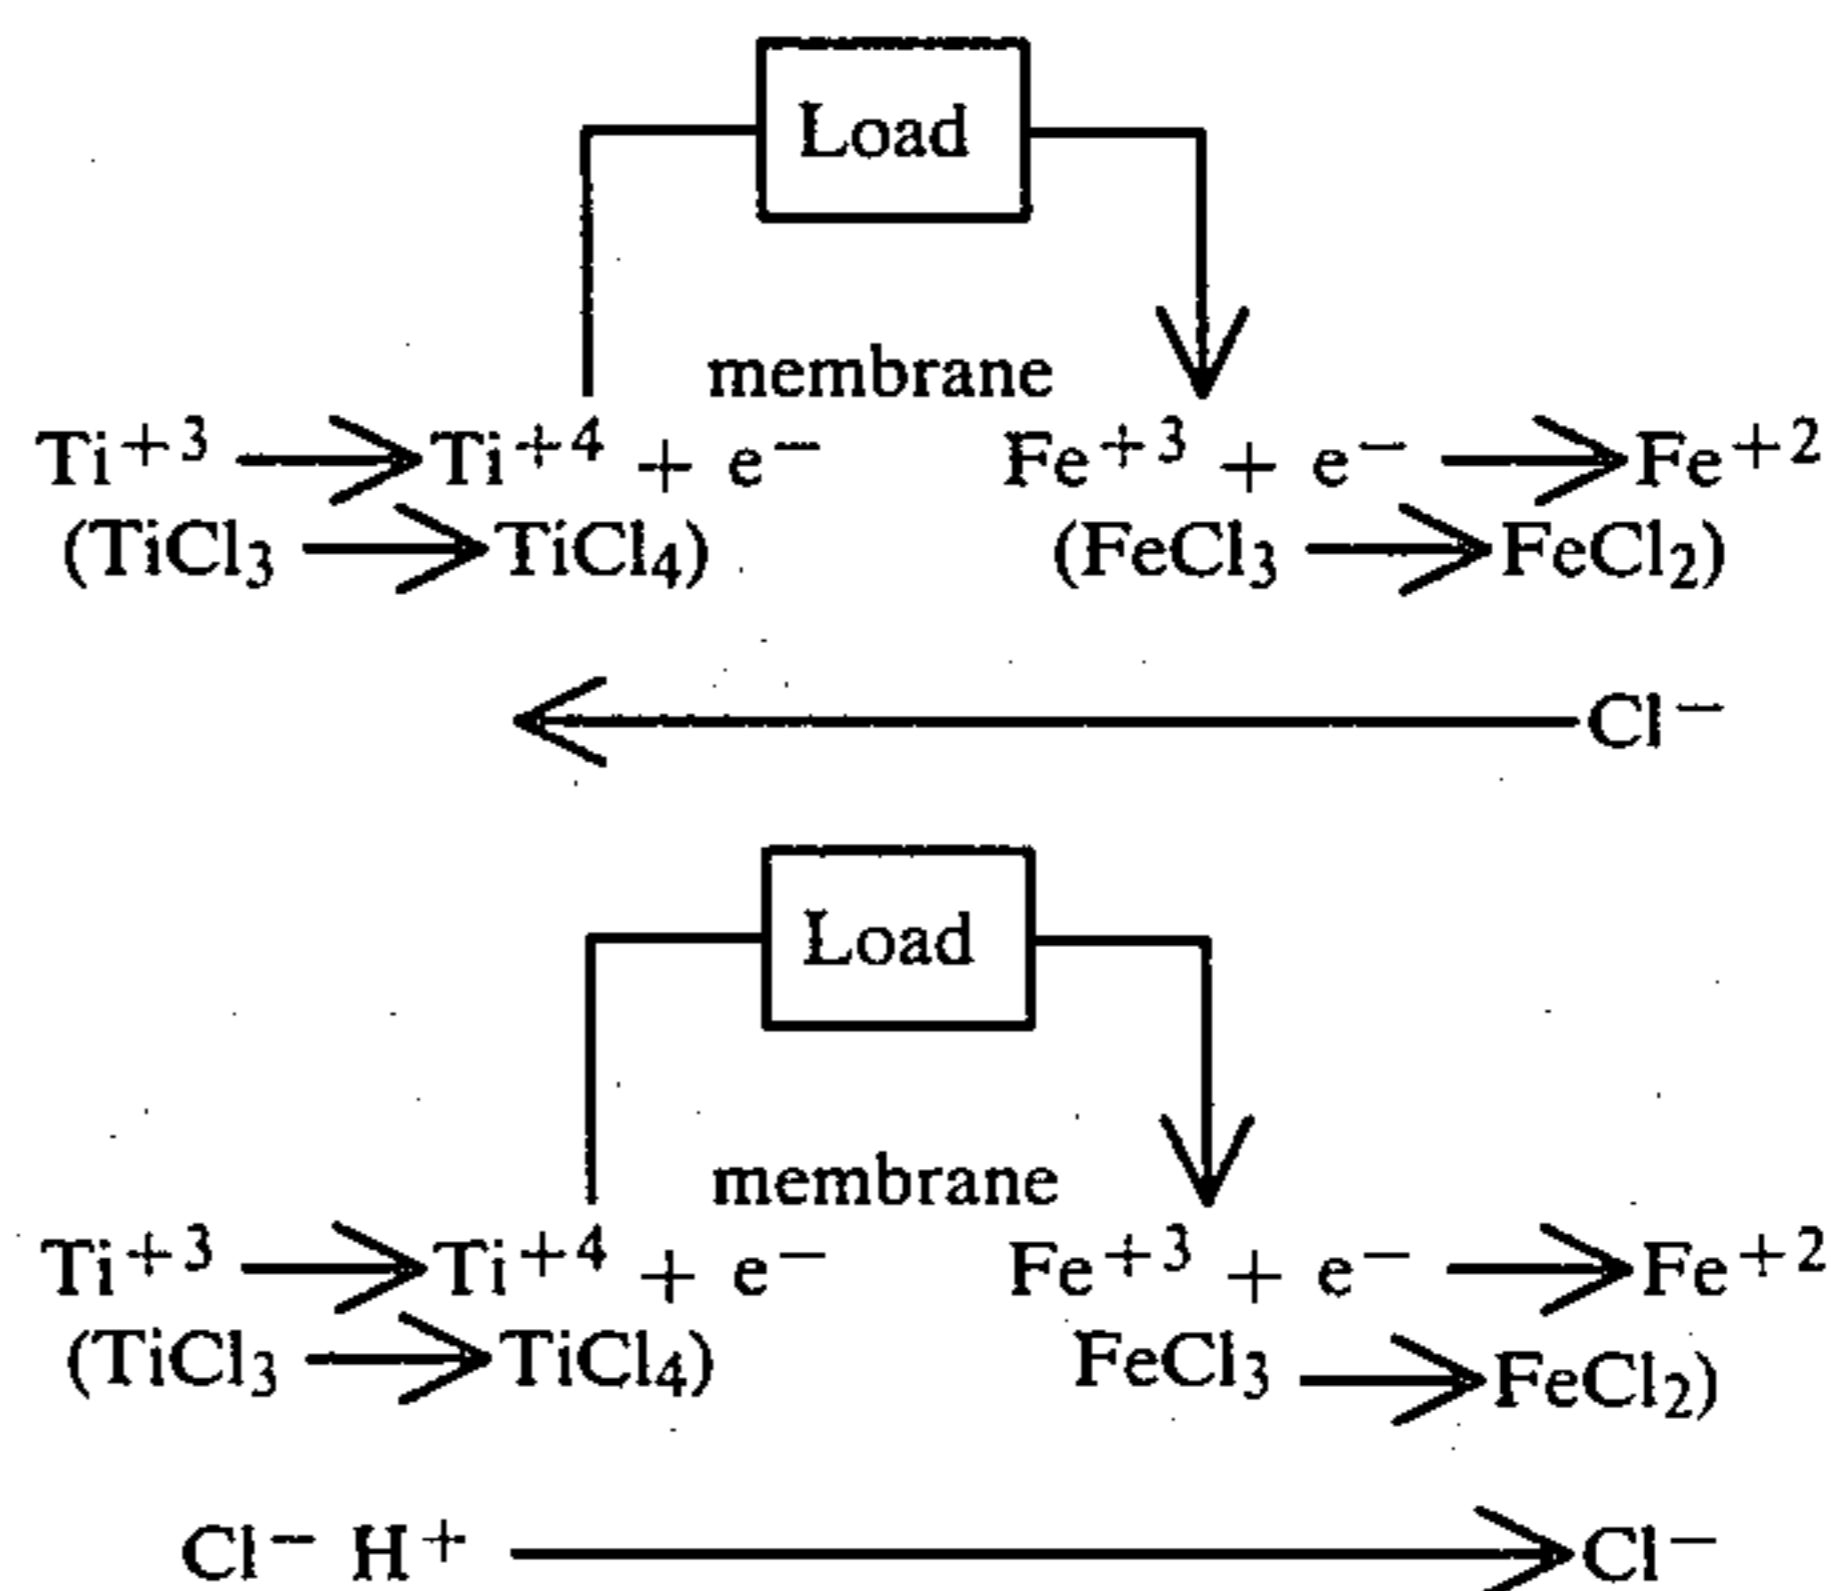 Load
membrane
Ti⁺³ ⟶ Ti⁺⁴ + e⁻ Fe⁺³ + e⁻ ⟶ Fe⁺²
(TiCl₃ ⟶ TiCl₄) (FeCl₃ ⟶ FeCl₂)
⟵ Cl⁻
Load
membrane
Ti⁺³ ⟶ Ti⁺⁴ + e⁻ Fe⁺³ + e⁻ ⟶ Fe⁺²
(TiCl₃ ⟶ TiCl₄) FeCl₃ ⟶ FeCl₂)
Cl⁻ H⁺ ⟶ Cl⁻